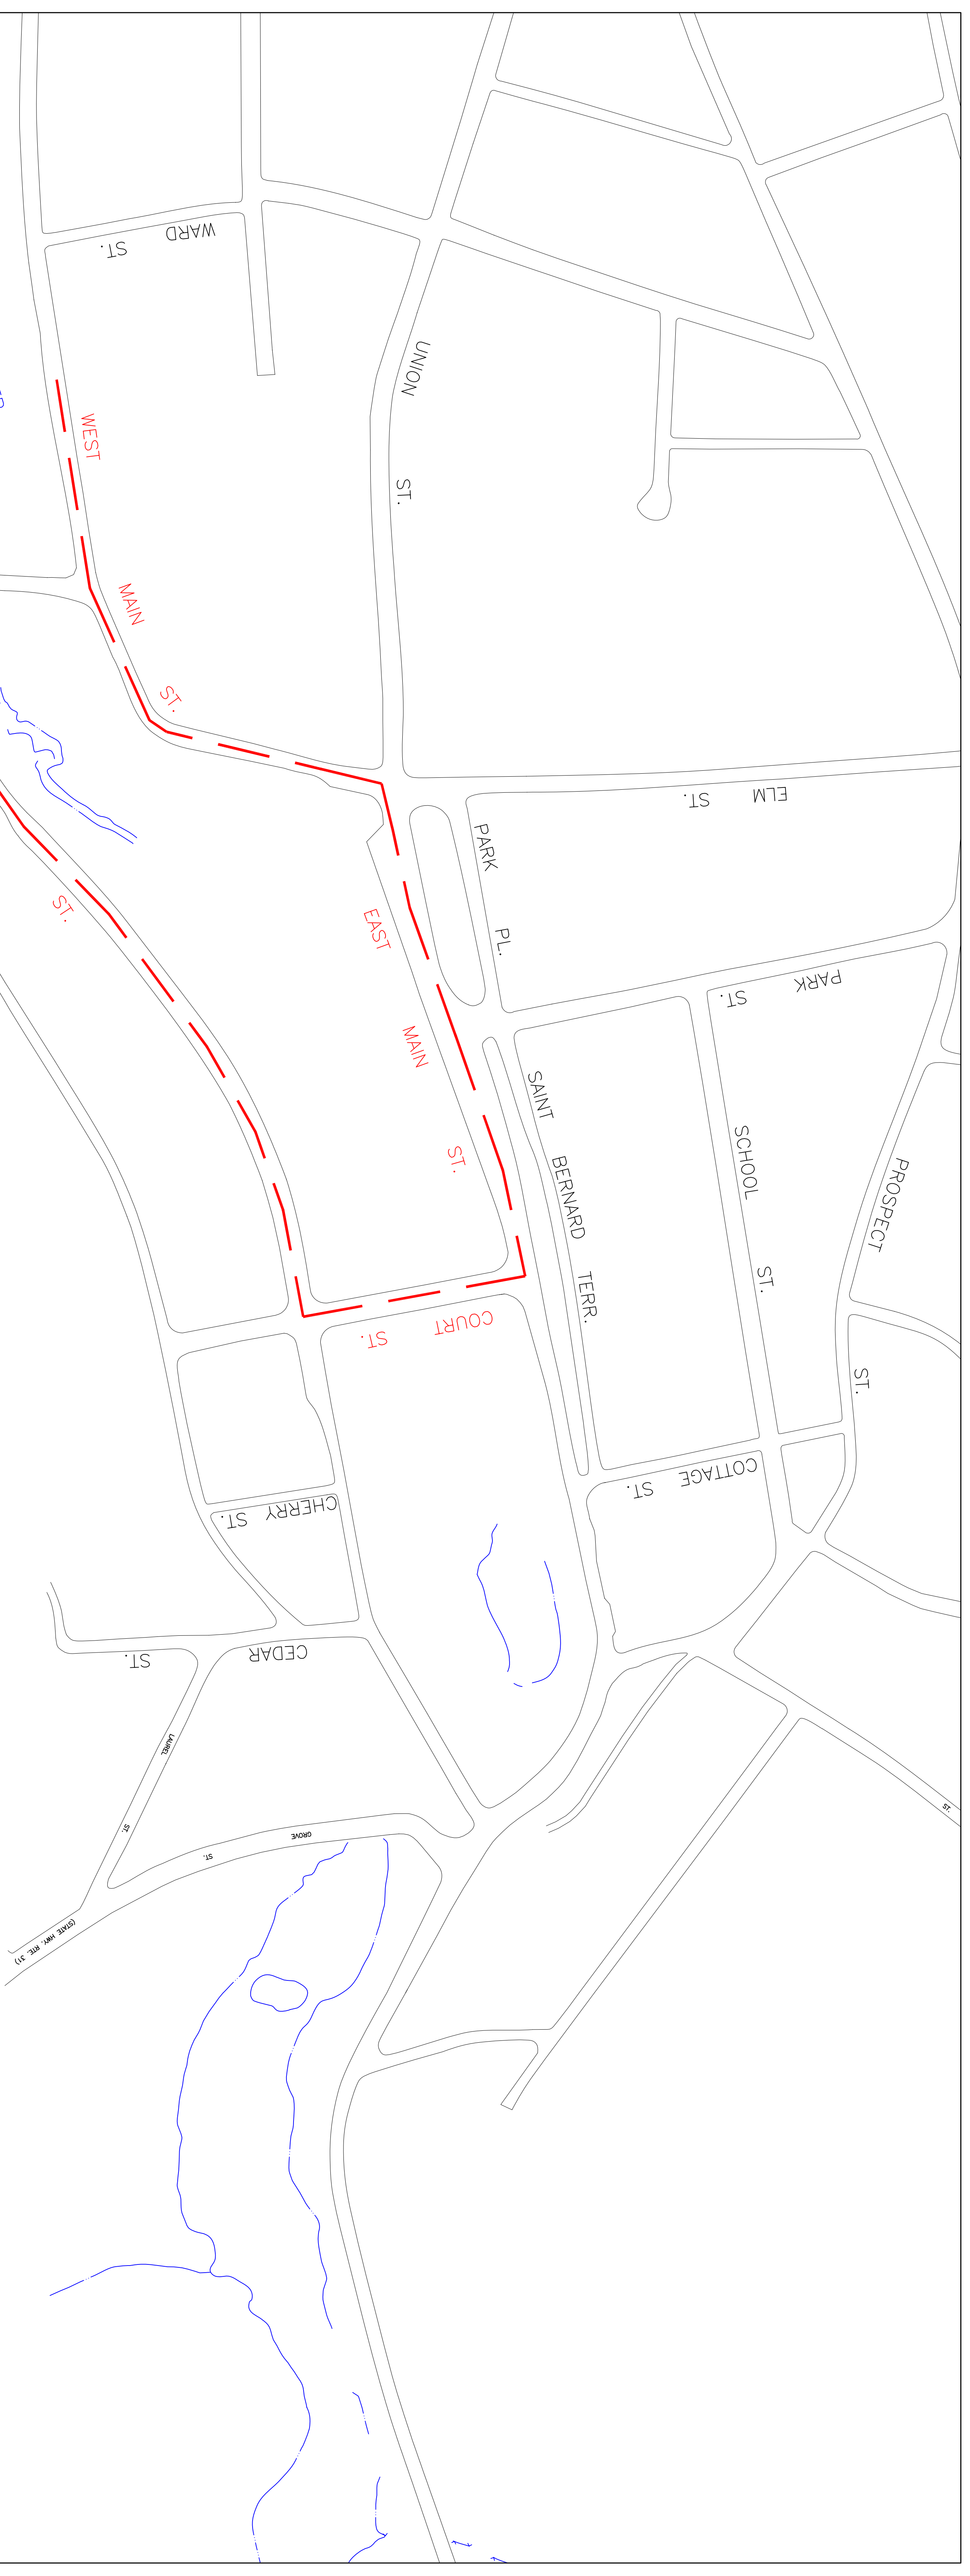 WARD ST.
UNION ST.
WEST MAIN ST.
ELM ST.
PARK PL.
EAST MAIN ST.
ST.
PARK ST.
SAINT BERNARD TERR.
SCHOOL ST.
PROSPECT ST.
COURT ST.
COTTAGE ST.
CHERRY ST.
CEDAR ST.
LAUREL ST.
GROVE ST.
(STATE HWY. RTE. 31)
ST.